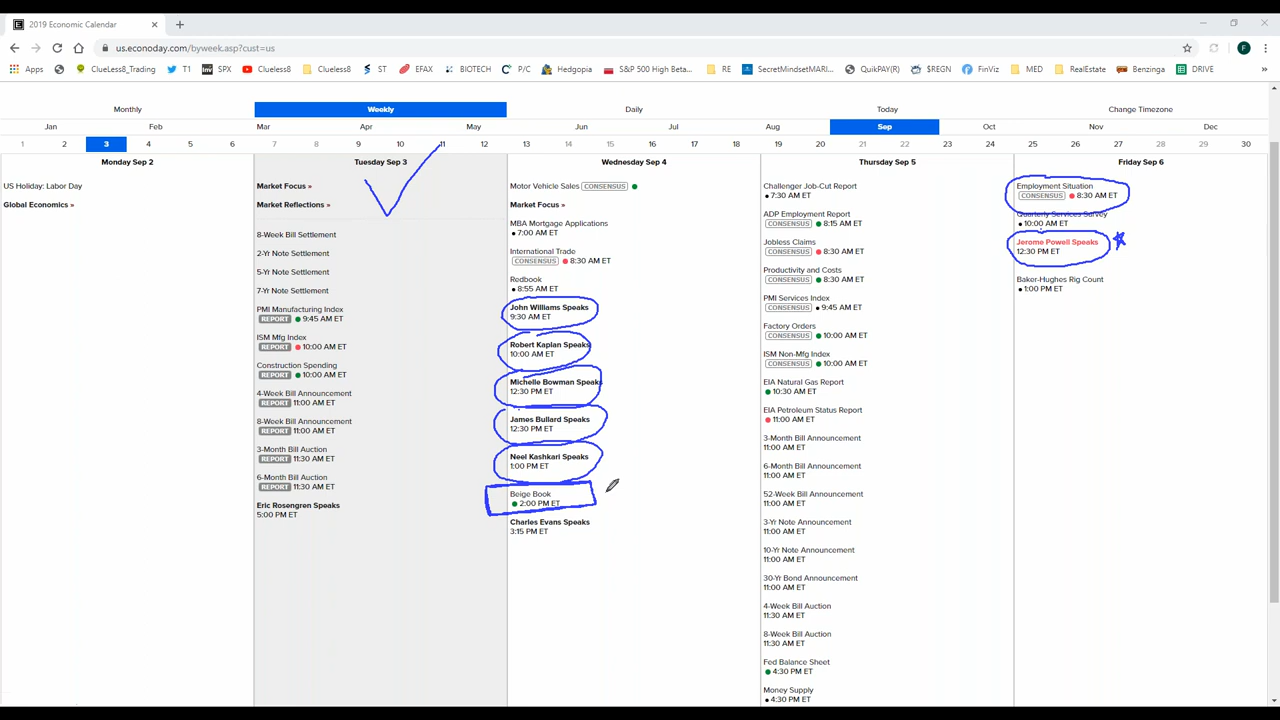 2019 Economic Calendar
us.econoday.com/byweek.asp?cust=us
F
Apps ClueLess8_Trading T1 SPX Clueless8 Clueless8 ST EFAX BIOTECH P/C Hedgopia S&P 500 High Beta... RE SecretMindsetMARI... QuikPAY(R) $REGN FinViz MED RealEstate Benzinga DRIVE
Monthly Weekly Daily Today Change Timezone
Jan Feb Mar Apr May Jun Jul Aug Sep Oct Nov Dec
1 2 3 4 5 6 7 8 9 10 11 12 13 14 15 16 17 18 19 20 21 22 23 24 25 26 27 28 29 30
Monday Sep 2
US Holiday: Labor Day
Global Economics »
Tuesday Sep 3
Market Focus »
Market Reflections »
8-Week Bill Settlement
2-Yr Note Settlement
5-Yr Note Settlement
7-Yr Note Settlement
PMI Manufacturing Index
REPORT 9:45 AM ET
ISM Mfg Index
REPORT 10:00 AM ET
Construction Spending
REPORT 10:00 AM ET
4-Week Bill Announcement
REPORT 11:00 AM ET
8-Week Bill Announcement
REPORT 11:00 AM ET
3-Month Bill Auction
REPORT 11:30 AM ET
6-Month Bill Auction
REPORT 11:30 AM ET
Eric Rosengren Speaks
5:00 PM ET
Wednesday Sep 4
Motor Vehicle Sales CONSENSUS
Market Focus »
MBA Mortgage Applications
7:00 AM ET
International Trade
CONSENSUS 8:30 AM ET
Redbook
8:55 AM ET
John Williams Speaks
9:30 AM ET
Robert Kaplan Speaks
10:00 AM ET
Michelle Bowman Speaks
12:30 PM ET
James Bullard Speaks
12:30 PM ET
Neel Kashkari Speaks
1:00 PM ET
Beige Book
2:00 PM ET
Charles Evans Speaks
3:15 PM ET
Thursday Sep 5
Challenger Job-Cut Report
7:30 AM ET
ADP Employment Report
CONSENSUS 8:15 AM ET
Jobless Claims
CONSENSUS 8:30 AM ET
Productivity and Costs
CONSENSUS 8:30 AM ET
PMI Services Index
CONSENSUS 9:45 AM ET
Factory Orders
CONSENSUS 10:00 AM ET
ISM Non-Mfg Index
CONSENSUS 10:00 AM ET
EIA Natural Gas Report
10:30 AM ET
EIA Petroleum Status Report
11:00 AM ET
3-Month Bill Announcement
11:00 AM ET
6-Month Bill Announcement
11:00 AM ET
52-Week Bill Announcement
11:00 AM ET
3-Yr Note Announcement
11:00 AM ET
10-Yr Note Announcement
11:00 AM ET
30-Yr Bond Announcement
11:00 AM ET
4-Week Bill Auction
11:30 AM ET
8-Week Bill Auction
11:30 AM ET
Fed Balance Sheet
4:30 PM ET
Money Supply
4:30 PM ET
Friday Sep 6
Employment Situation
CONSENSUS 8:30 AM ET
Quarterly Services Survey
10:00 AM ET
Jerome Powell Speaks
12:30 PM ET
Baker-Hughes Rig Count
1:00 PM ET